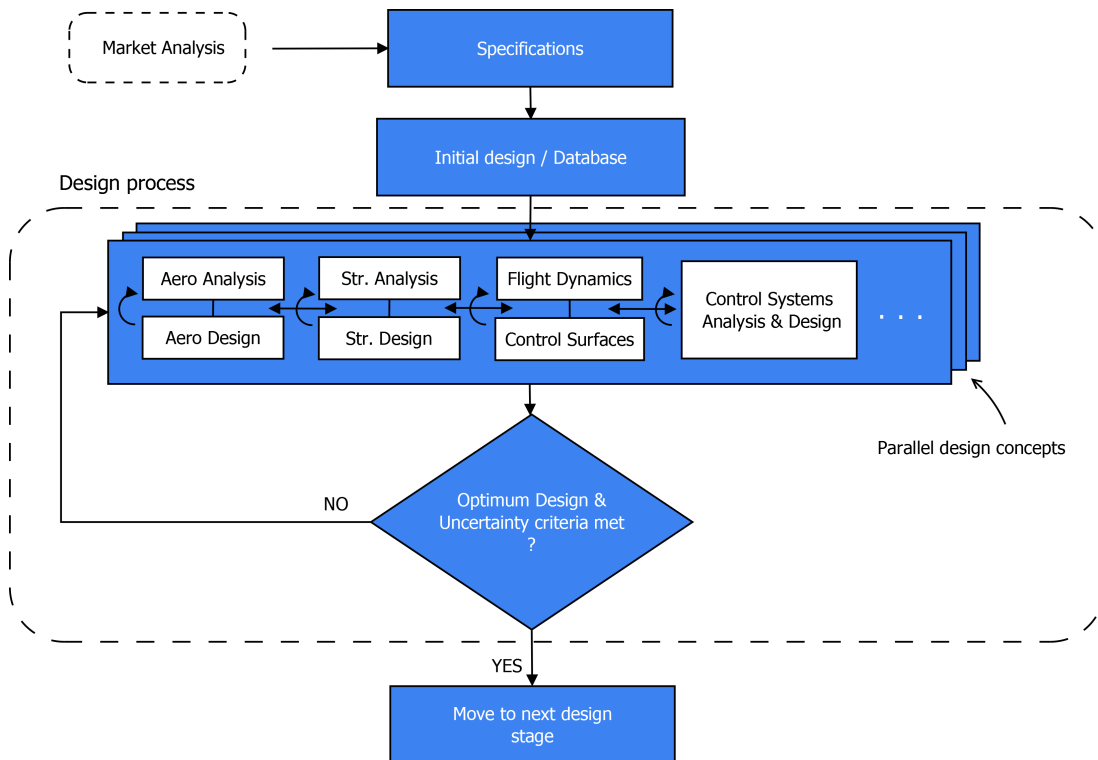 Market Analysis
Specifications
Initial design / Database
Design process
Aero Analysis
Str. Analysis
Flight Dynamics
Control Systems
Analysis & Design
Aero Design
Str. Design
Control Surfaces
. . .
Parallel design concepts
NO
Optimum Design &
Uncertainty criteria met
?
YES
Move to next design
stage